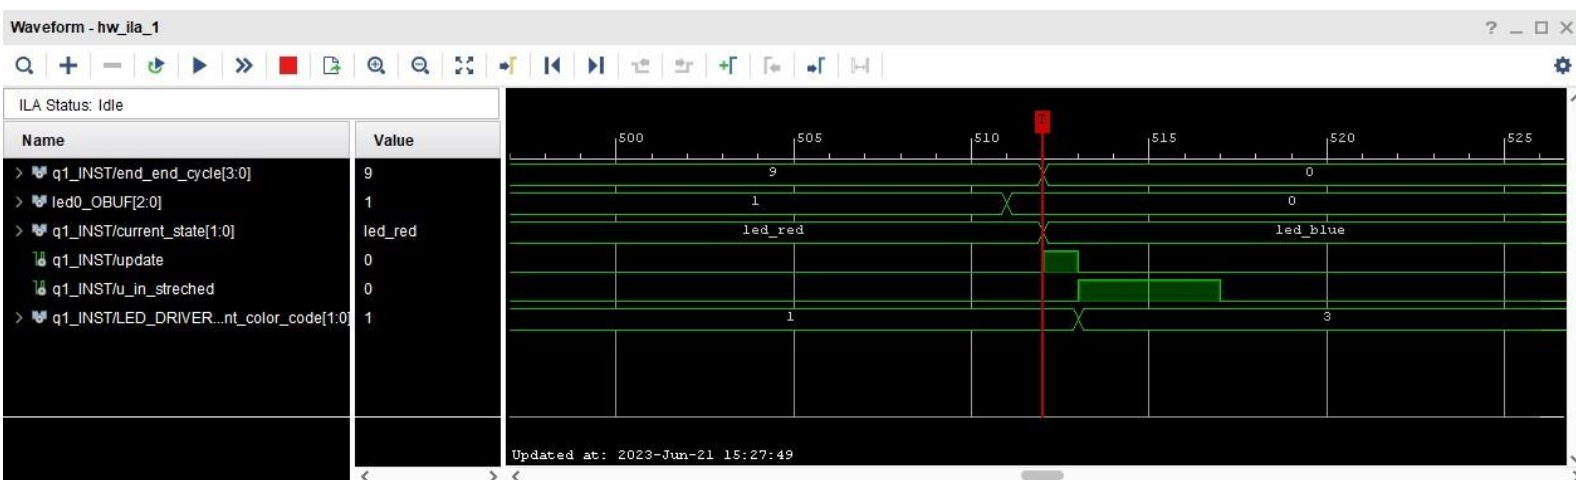 Waveform - hw_ila_1
ILA Status: Idle
Name Value
500 505 510 T 515 520 525
q1_INST/end_end_cycle[3:0] 9 9 0
led0_OBUF[2:0] 1 1 0
q1_INST/current_state[1:0] led_red led_red led_blue
q1_INST/update 0
q1_INST/u_in_streched 0
q1_INST/LED_DRIVER...nt_color_code[1:0] 1 1 3
Updated at: 2023-Jun-21 15:27:49